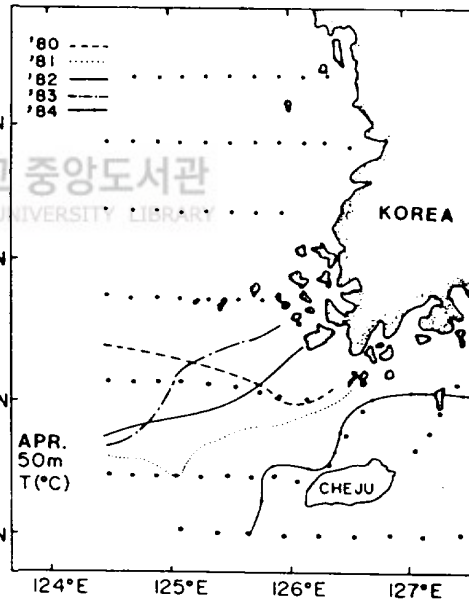 '80
'81
'82
'83
'84
N
중앙도서관
UNIVERSITY LIBRARY
KOREA
N
N
APR.
50m
T(°C)
CHEJU
N
124°E 125°E 126°E 127°E